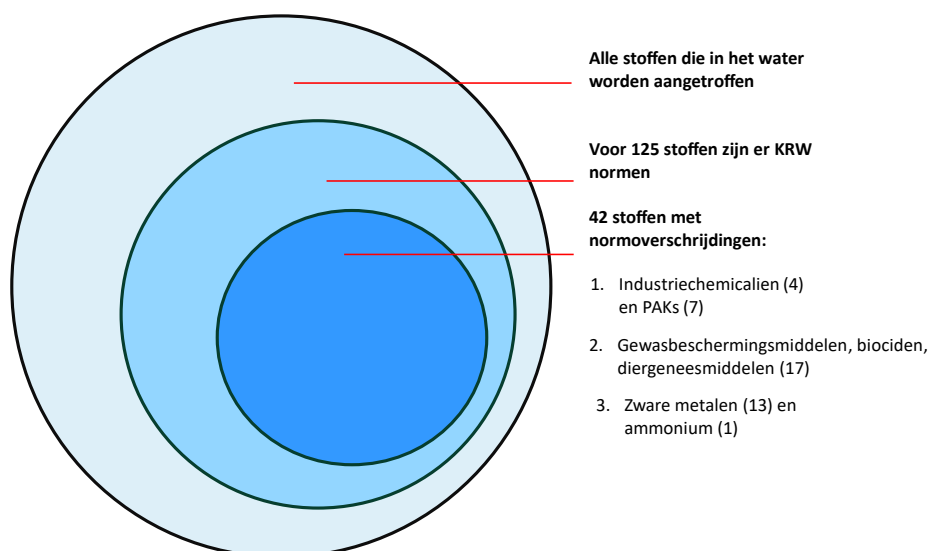 Alle stoffen die in het water
worden aangetroffen
Voor 125 stoffen zijn er KRW
normen
42 stoffen met
normoverschrijdingen:
1. Industriechemicalien (4)
en PAKs (7)
2. Gewasbeschermingsmiddelen, biociden,
diergeneesmiddelen (17)
3. Zware metalen (13) en
ammonium (1)